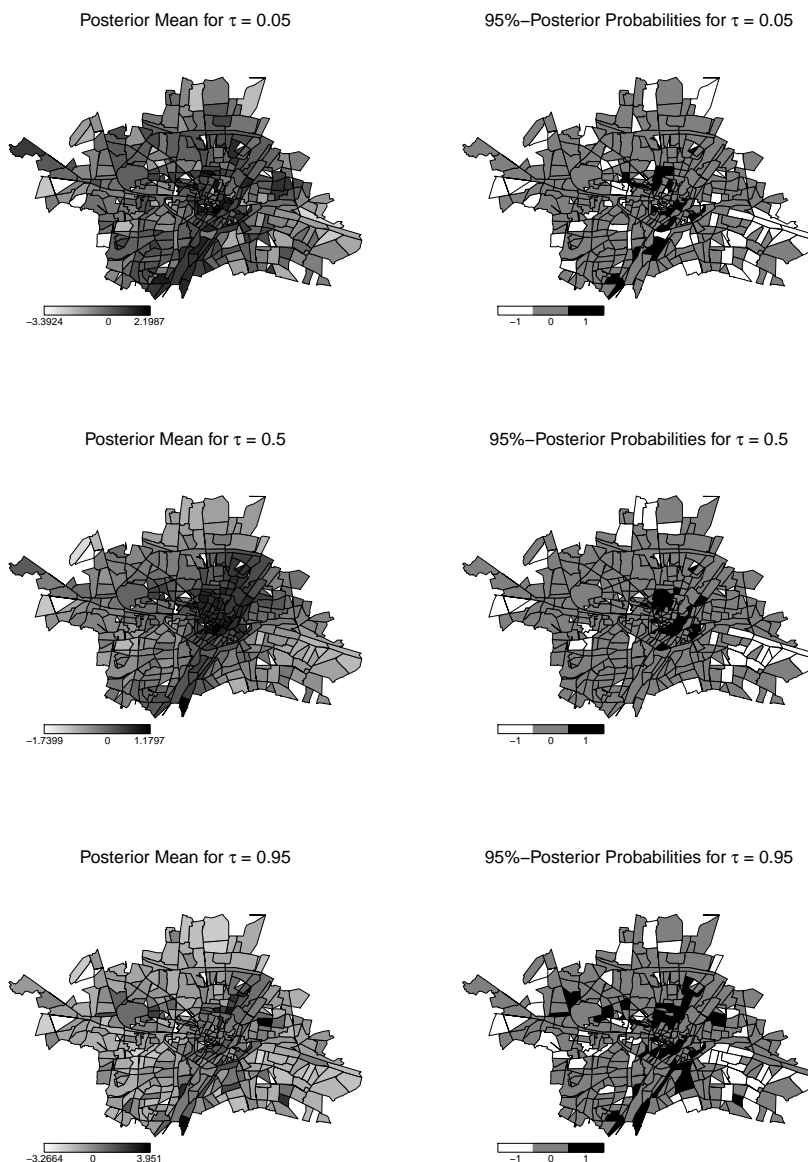 Posterior Mean for τ = 0.05
95%−Posterior Probabilities for τ = 0.05
−3.3924 0 2.1987
−1 0 1
Posterior Mean for τ = 0.5
95%−Posterior Probabilities for τ = 0.5
−1.7399 0 1.1797
−1 0 1
Posterior Mean for τ = 0.95
95%−Posterior Probabilities for τ = 0.95
−3.2664 0 3.951
−1 0 1